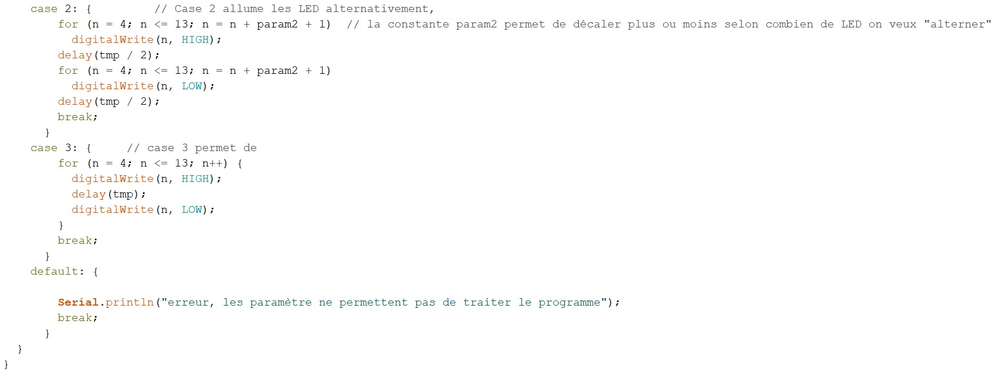 case 2: {         // Case 2 allume les LED alternativement,
for (n = 4; n <= 13; n = n + param2 + 1)  // la constante param2 permet de décaler plus ou moins selon combien de LED on veux "alterner"
digitalWrite(n, HIGH);
delay(tmp / 2);
for (n = 4; n <= 13; n = n + param2 + 1)
digitalWrite(n, LOW);
delay(tmp / 2);
break;
}
case 3: {     // case 3 permet de
for (n = 4; n <= 13; n++) {
digitalWrite(n, HIGH);
delay(tmp);
digitalWrite(n, LOW);
}
break;
}
default: {
Serial.println("erreur, les paramètre ne permettent pas de traiter le programme");
break;
}
}
}